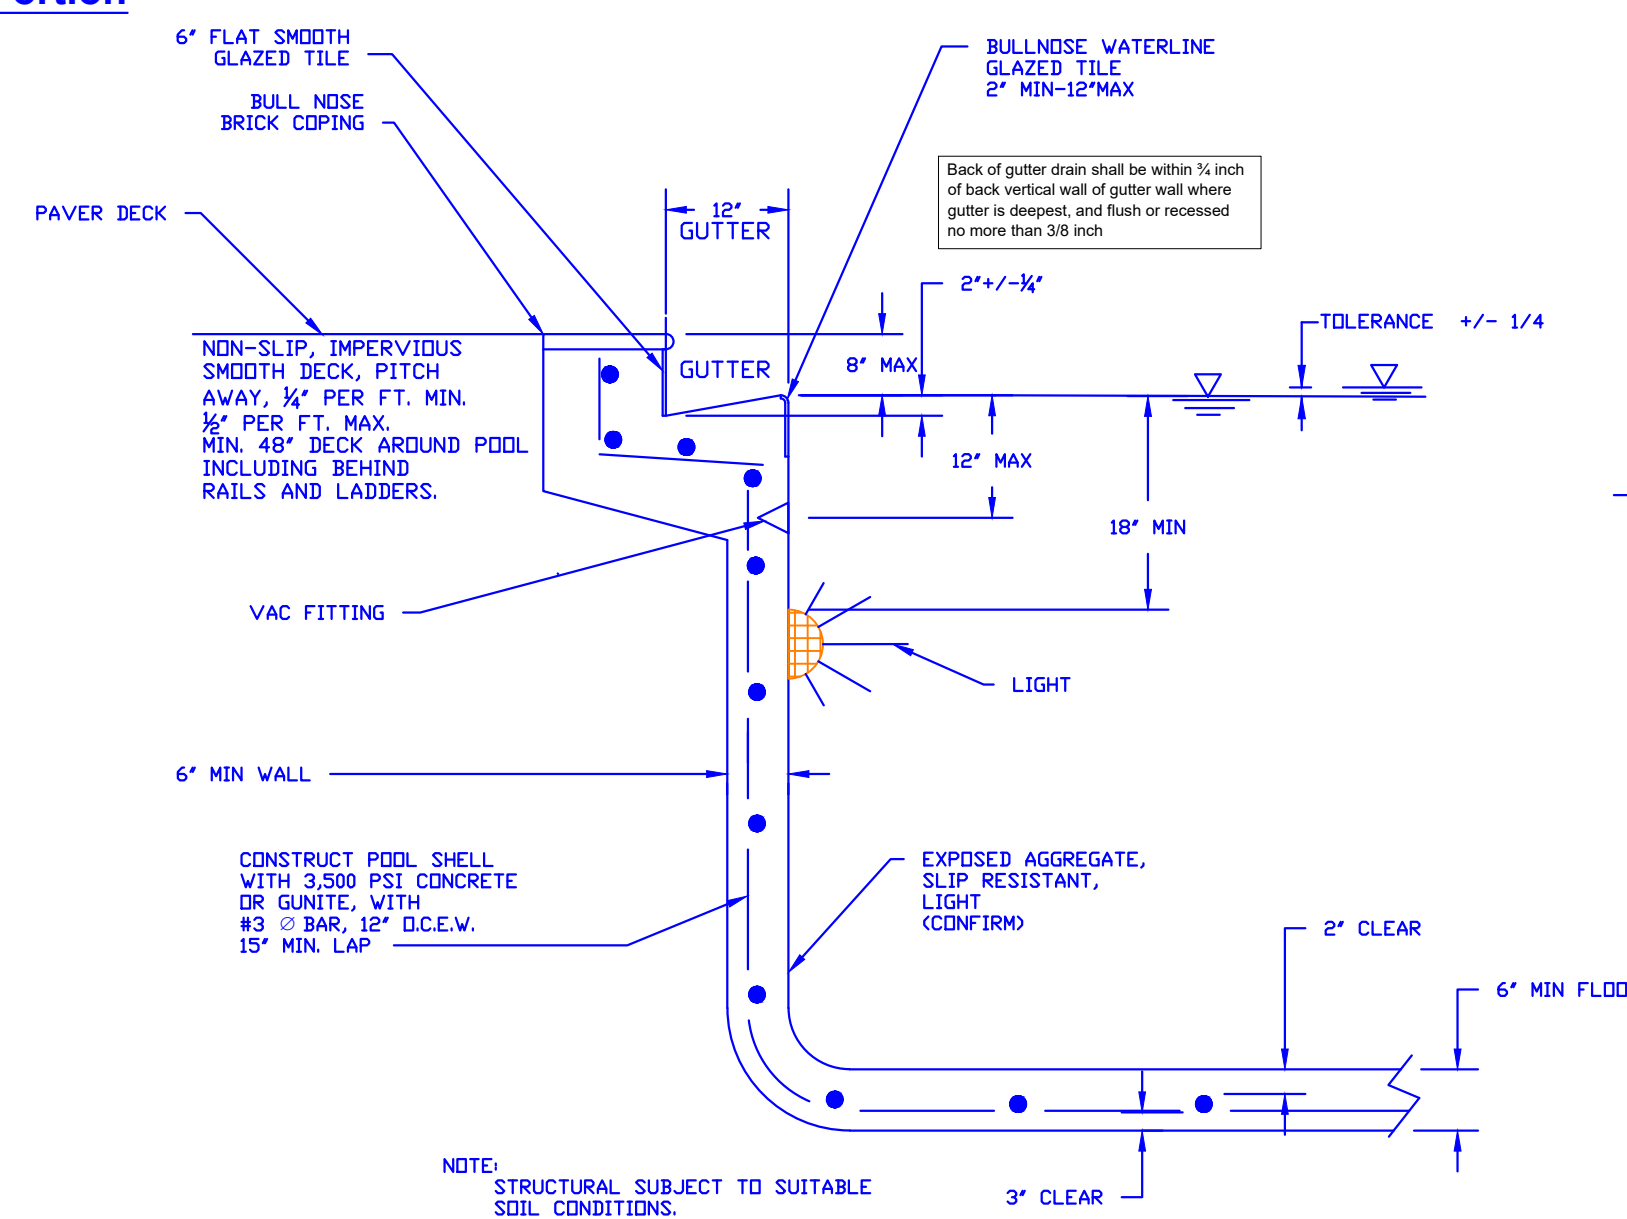 6" FLAT SMOOTH
GLAZED TILE
BULL NOSE
BRICK COPING
PAVER DECK
BULLNOSE WATERLINE
GLAZED TILE
2" MIN-12"MAX
Back of gutter drain shall be within ¾ inch
of back vertical wall of gutter wall where
gutter is deepest, and flush or recessed
no more than 3/8 inch
12"
GUTTER
2"+/-¼"
TOLERANCE +/- 1/4
NON-SLIP, IMPERVIOUS
SMOOTH DECK, PITCH
AWAY, ¼" PER FT. MIN.
½" PER FT. MAX.
MIN. 48" DECK AROUND POOL
INCLUDING BEHIND
RAILS AND LADDERS.
GUTTER
8" MAX
12" MAX
18" MIN
VAC FITTING
LIGHT
6" MIN WALL
CONSTRUCT POOL SHELL
WITH 3,500 PSI CONCRETE
OR GUNITE, WITH
#3 ∅ BAR, 12" O.C.E.W.
15" MIN. LAP
EXPOSED AGGREGATE,
SLIP RESISTANT,
LIGHT
(CONFIRM)
2" CLEAR
6" MIN FLOO
3" CLEAR
NOTE:
STRUCTURAL SUBJECT TO SUITABLE
SOIL CONDITIONS.